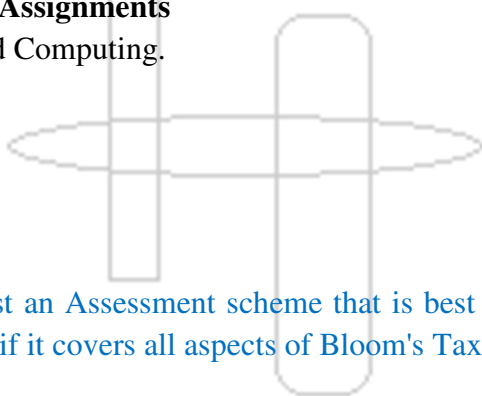 Assignments
d Computing.
st an Assessment scheme that is best
if it covers all aspects of Bloom's Tax